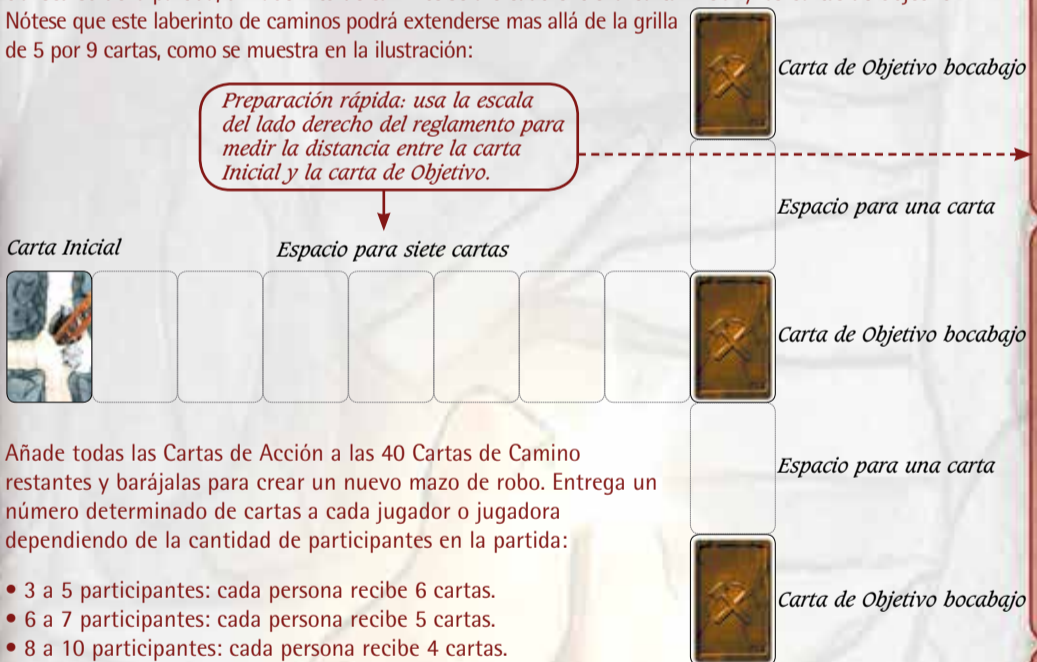 Nótese que este laberinto de caminos podrá extenderse mas allá de la grilla
de 5 por 9 cartas, como se muestra en la ilustración:
Carta de Objetivo bocabajo
Preparación rápida: usa la escala
del lado derecho del reglamento para
medir la distancia entre la carta
Inicial y la carta de Objetivo.
Espacio para una carta
Carta Inicial
Espacio para siete cartas
Carta de Objetivo bocabajo
Añade todas las Cartas de Acción a las 40 Cartas de Camino
restantes y barájalas para crear un nuevo mazo de robo. Entrega un
número determinado de cartas a cada jugador o jugadora
dependiendo de la cantidad de participantes en la partida:
Espacio para una carta
• 3 a 5 participantes: cada persona recibe 6 cartas.
• 6 a 7 participantes: cada persona recibe 5 cartas.
• 8 a 10 participantes: cada persona recibe 4 cartas.
Carta de Objetivo bocabajo